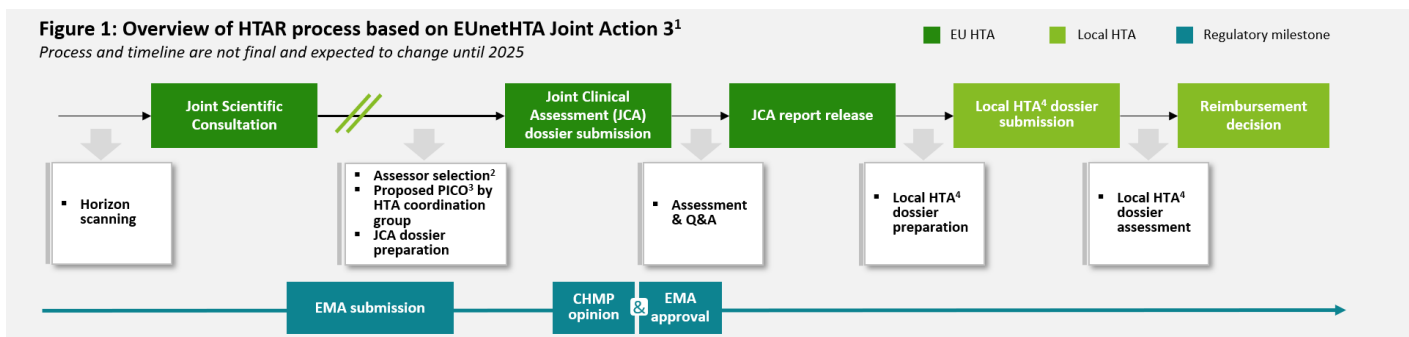 Figure 1: Overview of HTAR process based on EUnetHTA Joint Action 3¹
Process and timeline are not final and expected to change until 2025
EU HTA
Local HTA
Regulatory milestone
Joint Scientific
Consultation
Joint Clinical
Assessment (JCA)
dossier submission
JCA report release
Local HTA⁴ dossier
submission
Reimbursement
decision
▪ Horizon
scanning
▪ Assessor selection²
▪ Proposed PICO³ by
HTA coordination
group
▪ JCA dossier
preparation
▪ Assessment
& Q&A
▪ Local HTA⁴
dossier
preparation
▪ Local HTA⁴
dossier
assessment
EMA submission
CHMP
opinion
&
EMA
approval